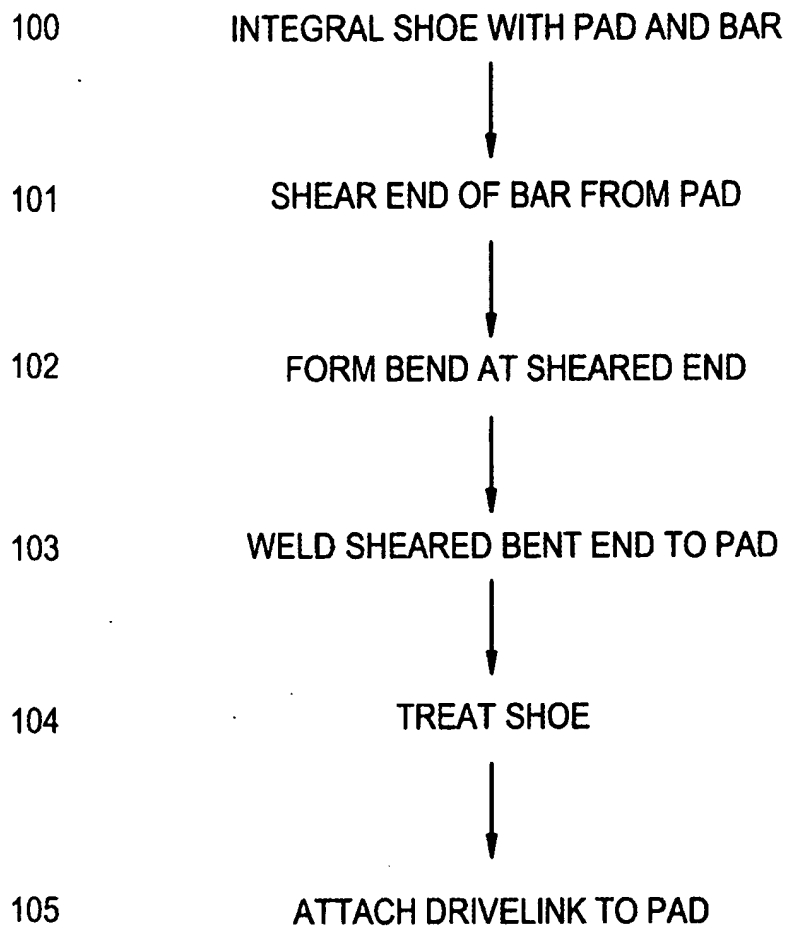 100 INTEGRAL SHOE WITH PAD AND BAR
101 SHEAR END OF BAR FROM PAD
102 FORM BEND AT SHEARED END
103 WELD SHEARED BENT END TO PAD
104 TREAT SHOE
105 ATTACH DRIVELINK TO PAD